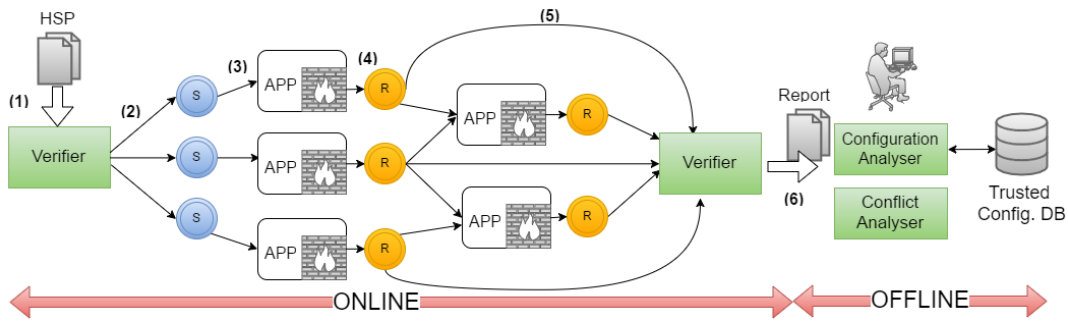 HSP
(1)
Verifier
(2)
S
S
S
(3)
APP
APP
APP
(4)
R
R
R
(5)
APP
APP
R
R
Verifier
Report
(6)
Configuration
Analyser
Conflict
Analyser
Trusted
Config. DB
ONLINE
OFFLINE